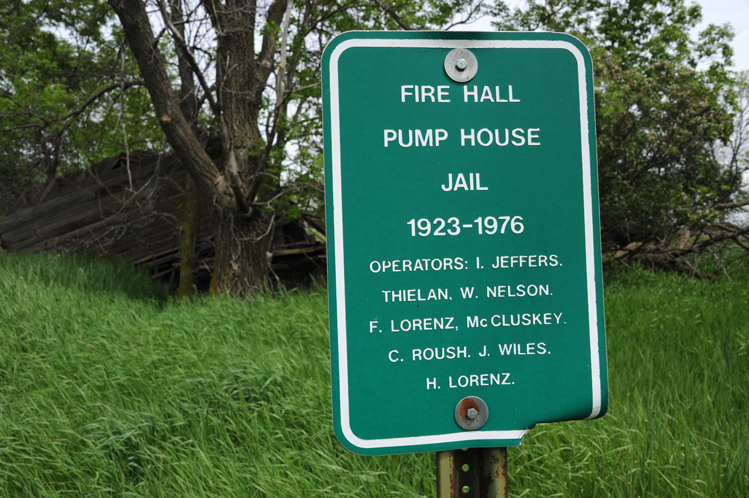 FIRE HALL
PUMP HOUSE
JAIL
1923-1976
OPERATORS: I. JEFFERS.
THIELAN, W. NELSON.
F. LORENZ, McCLUSKEY.
C. ROUSH. J. WILES.
H. LORENZ.